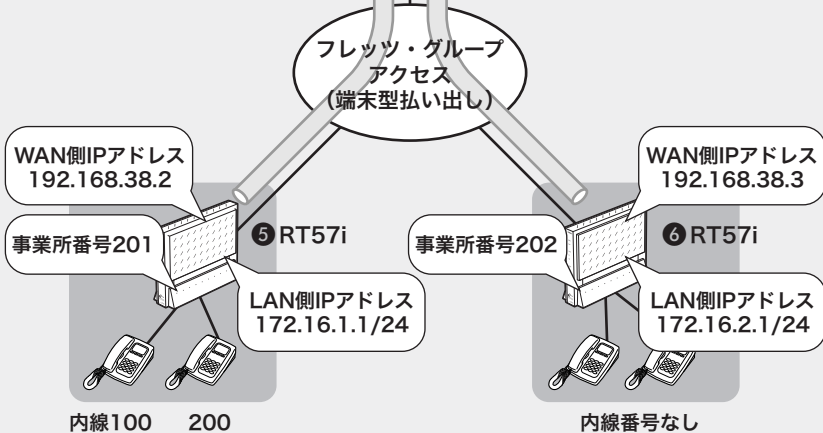 フレッツ・グループ
アクセス
（端末型払い出し）
WAN側IPアドレス
192.168.38.2
WAN側IPアドレス
192.168.38.3
事業所番号201
❺RT57i
事業所番号202
❻RT57i
LAN側IPアドレス
172.16.1.1/24
LAN側IPアドレス
172.16.2.1/24
内線100 200
内線番号なし